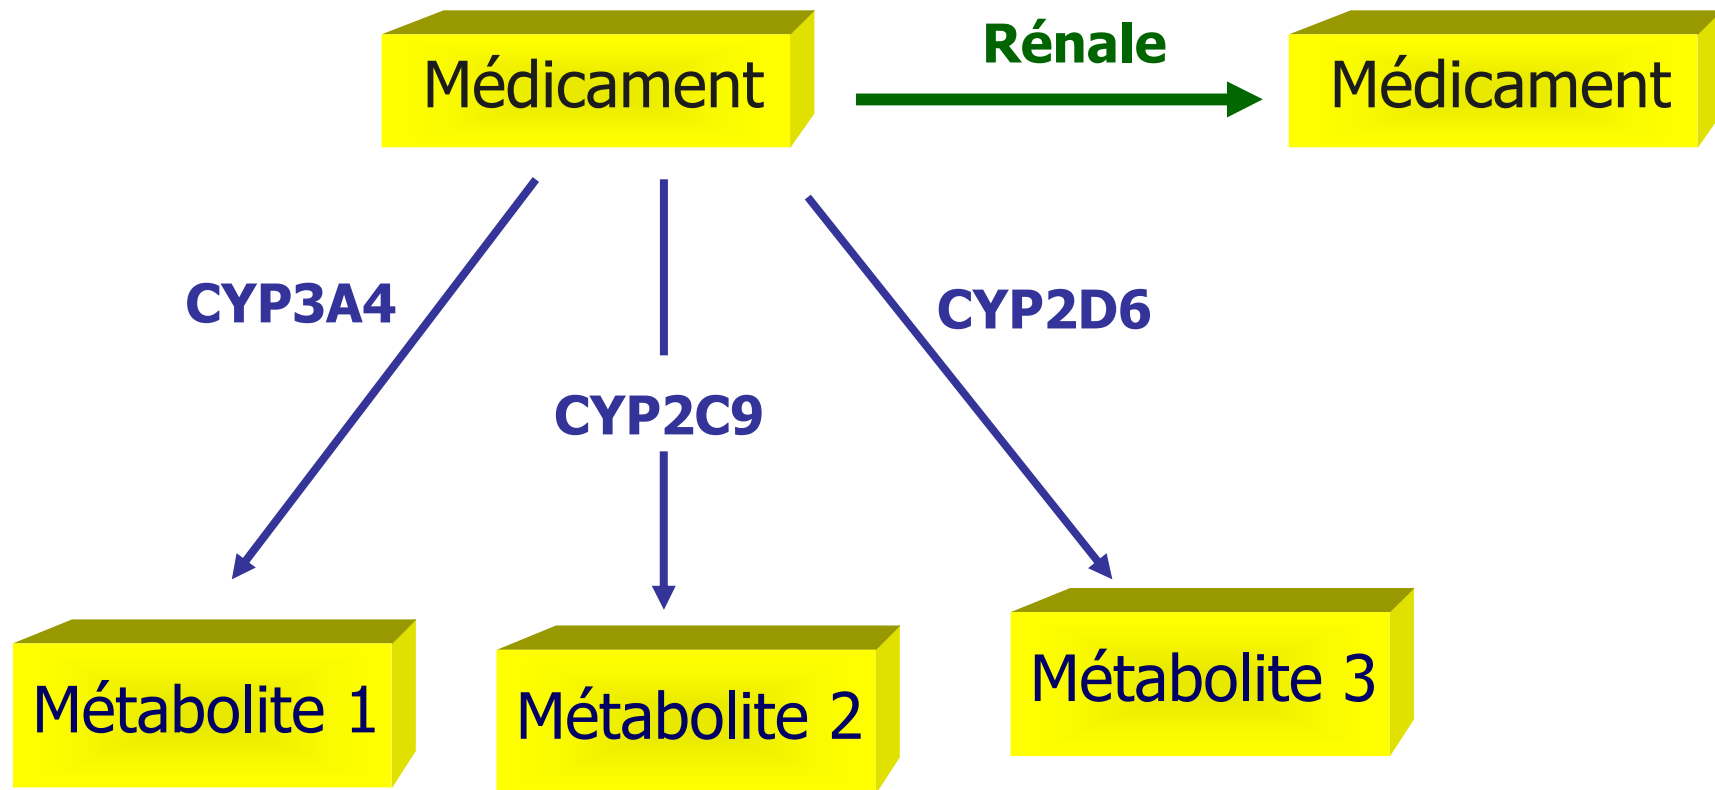 Médicament
Rénale
Médicament
CYP3A4
CYP2D6
CYP2C9
Métabolite 1
Métabolite 2
Métabolite 3